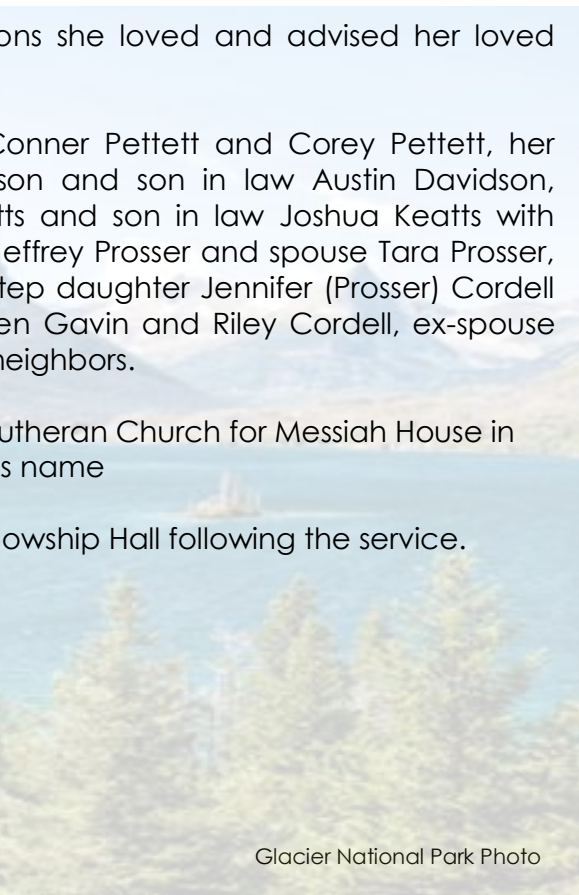 ons she loved and advised her loved
Conner Pettett and Corey Pettett, her
son and son in law Austin Davidson,
tts and son in law Joshua Keatts with
effrey Prosser and spouse Tara Prosser,
tep daughter Jennifer (Prosser) Cordell
en Gavin and Riley Cordell, ex-spouse
neighbors.
utheran Church for Messiah House in
s name
owship Hall following the service.
Glacier National Park Photo